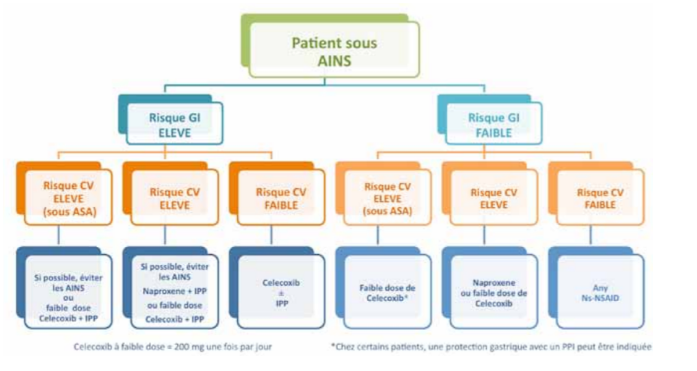 Patient sous
AINS
Risque GI
ELEVE
Risque GI
FAIBLE
Risque CV
ELEVE
(sous ASA)
Risque CV
ELEVE
Risque CV
FAIBLE
Risque CV
ELEVE
(sous ASA)
Risque CV
ELEVE
Risque CV
FAIBLE
Si possible, éviter
les AINS
ou
faible dose
Celecoxib + IPP
Si possible, éviter
les AINS
Naproxene + IPP
ou faible dose
Celecoxib + IPP
Celecoxib
±
IPP
Faible dose de
Celecoxib*
Naproxene
ou faible dose de
Celecoxib
Any
Ns-NSAID
Celecoxib à faible dose = 200 mg une fois par jour
*Chez certains patients, une protection gastrique avec un PPI peut être indiquée